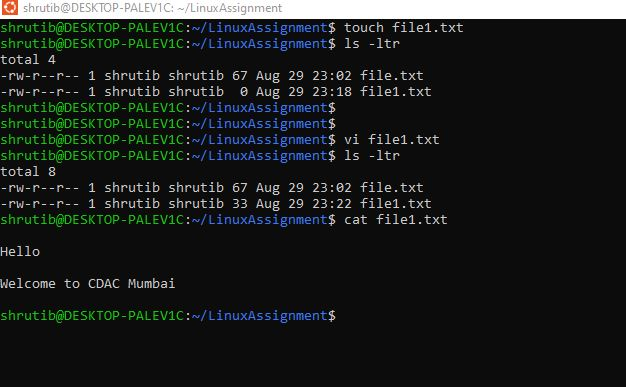 shrutib@DESKTOP-PALEV1C: ~/LinuxAssignment
shrutib@DESKTOP-PALEV1C:~/LinuxAssignment$ touch file1.txt
shrutib@DESKTOP-PALEV1C:~/LinuxAssignment$ ls -ltr
total 4
-rw-r--r-- 1 shrutib shrutib 67 Aug 29 23:02 file.txt
-rw-r--r-- 1 shrutib shrutib  0 Aug 29 23:18 file1.txt
shrutib@DESKTOP-PALEV1C:~/LinuxAssignment$
shrutib@DESKTOP-PALEV1C:~/LinuxAssignment$
shrutib@DESKTOP-PALEV1C:~/LinuxAssignment$ vi file1.txt
shrutib@DESKTOP-PALEV1C:~/LinuxAssignment$ ls -ltr
total 8
-rw-r--r-- 1 shrutib shrutib 67 Aug 29 23:02 file.txt
-rw-r--r-- 1 shrutib shrutib 33 Aug 29 23:22 file1.txt
shrutib@DESKTOP-PALEV1C:~/LinuxAssignment$ cat file1.txt
Hello
Welcome to CDAC Mumbai
shrutib@DESKTOP-PALEV1C:~/LinuxAssignment$